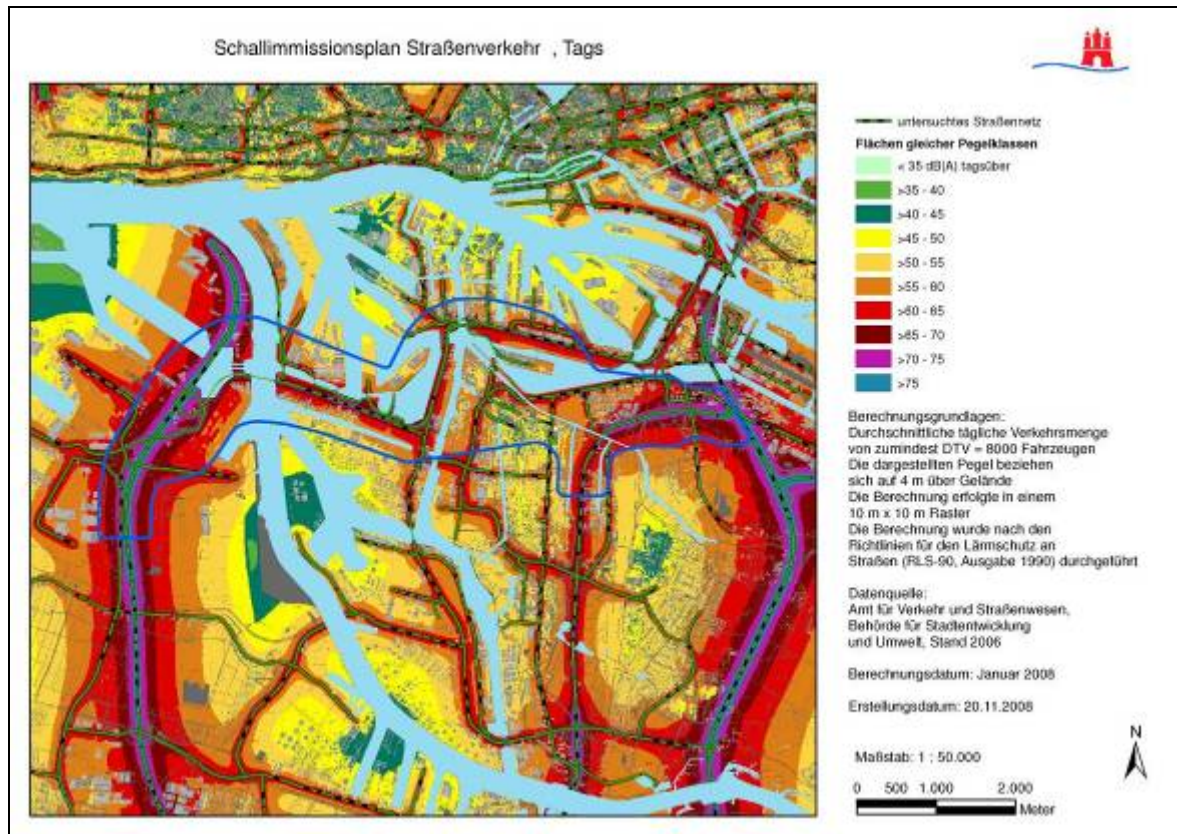 Schallimmissionsplan Straßenverkehr , Tags
untersuchtes Straßennetz
Flächen gleicher Pegelklassen
< 35 dB(A) tagsüber
>35 - 40
>40 - 45
>45 - 50
>50 - 55
>55 - 60
>60 - 65
>65 - 70
>70 - 75
>75
Berechnungsgrundlagen:
Durchschnittliche tägliche Verkehrsmenge
von zumindest DTV = 8000 Fahrzeugen
Die dargestellten Pegel beziehen
sich auf 4 m über Gelände
Die Berechnung erfolgte in einem
10 m x 10 m Raster
Die Berechnung wurde nach den
Richtlinien für den Lärmschutz an
Straßen (RLS-90, Ausgabe 1990) durchgeführt
Datenquelle:
Amt für Verkehr und Straßenwesen,
Behörde für Stadtentwicklung
und Umwelt, Stand 2006
Berechnungsdatum: Januar 2008
Erstellungsdatum: 20.11.2008
N
Maßstab: 1 : 50.000
0 500 1.000 2.000
Meter